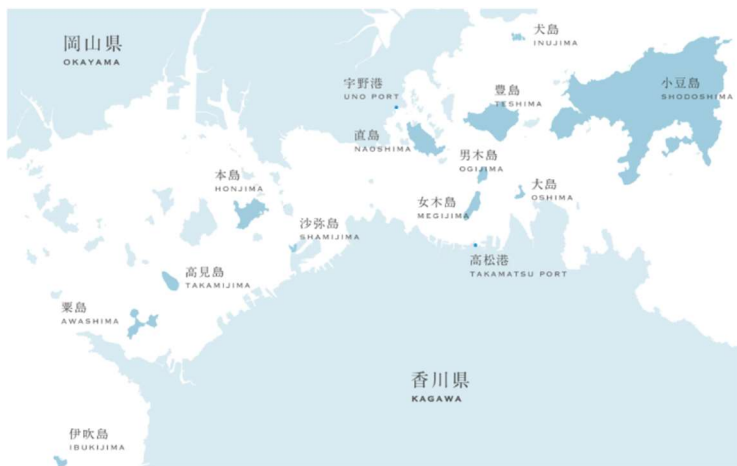 岡山県
OKAYAMA
犬島
INUJIMA
宇野港
UNO PORT
豊島
TESHIMA
小豆島
SHODOSHIMA
直島
NAOSHIMA
男木島
OGIJIMA
本島
HONJIMA
女木島
MEGIJIMA
大島
OSHIMA
沙弥島
SHAMIJIMA
高松港
TAKAMATSU PORT
高見島
TAKAMIJIMA
粟島
AWASHIMA
香川県
KAGAWA
伊吹島
IBUKIJIMA